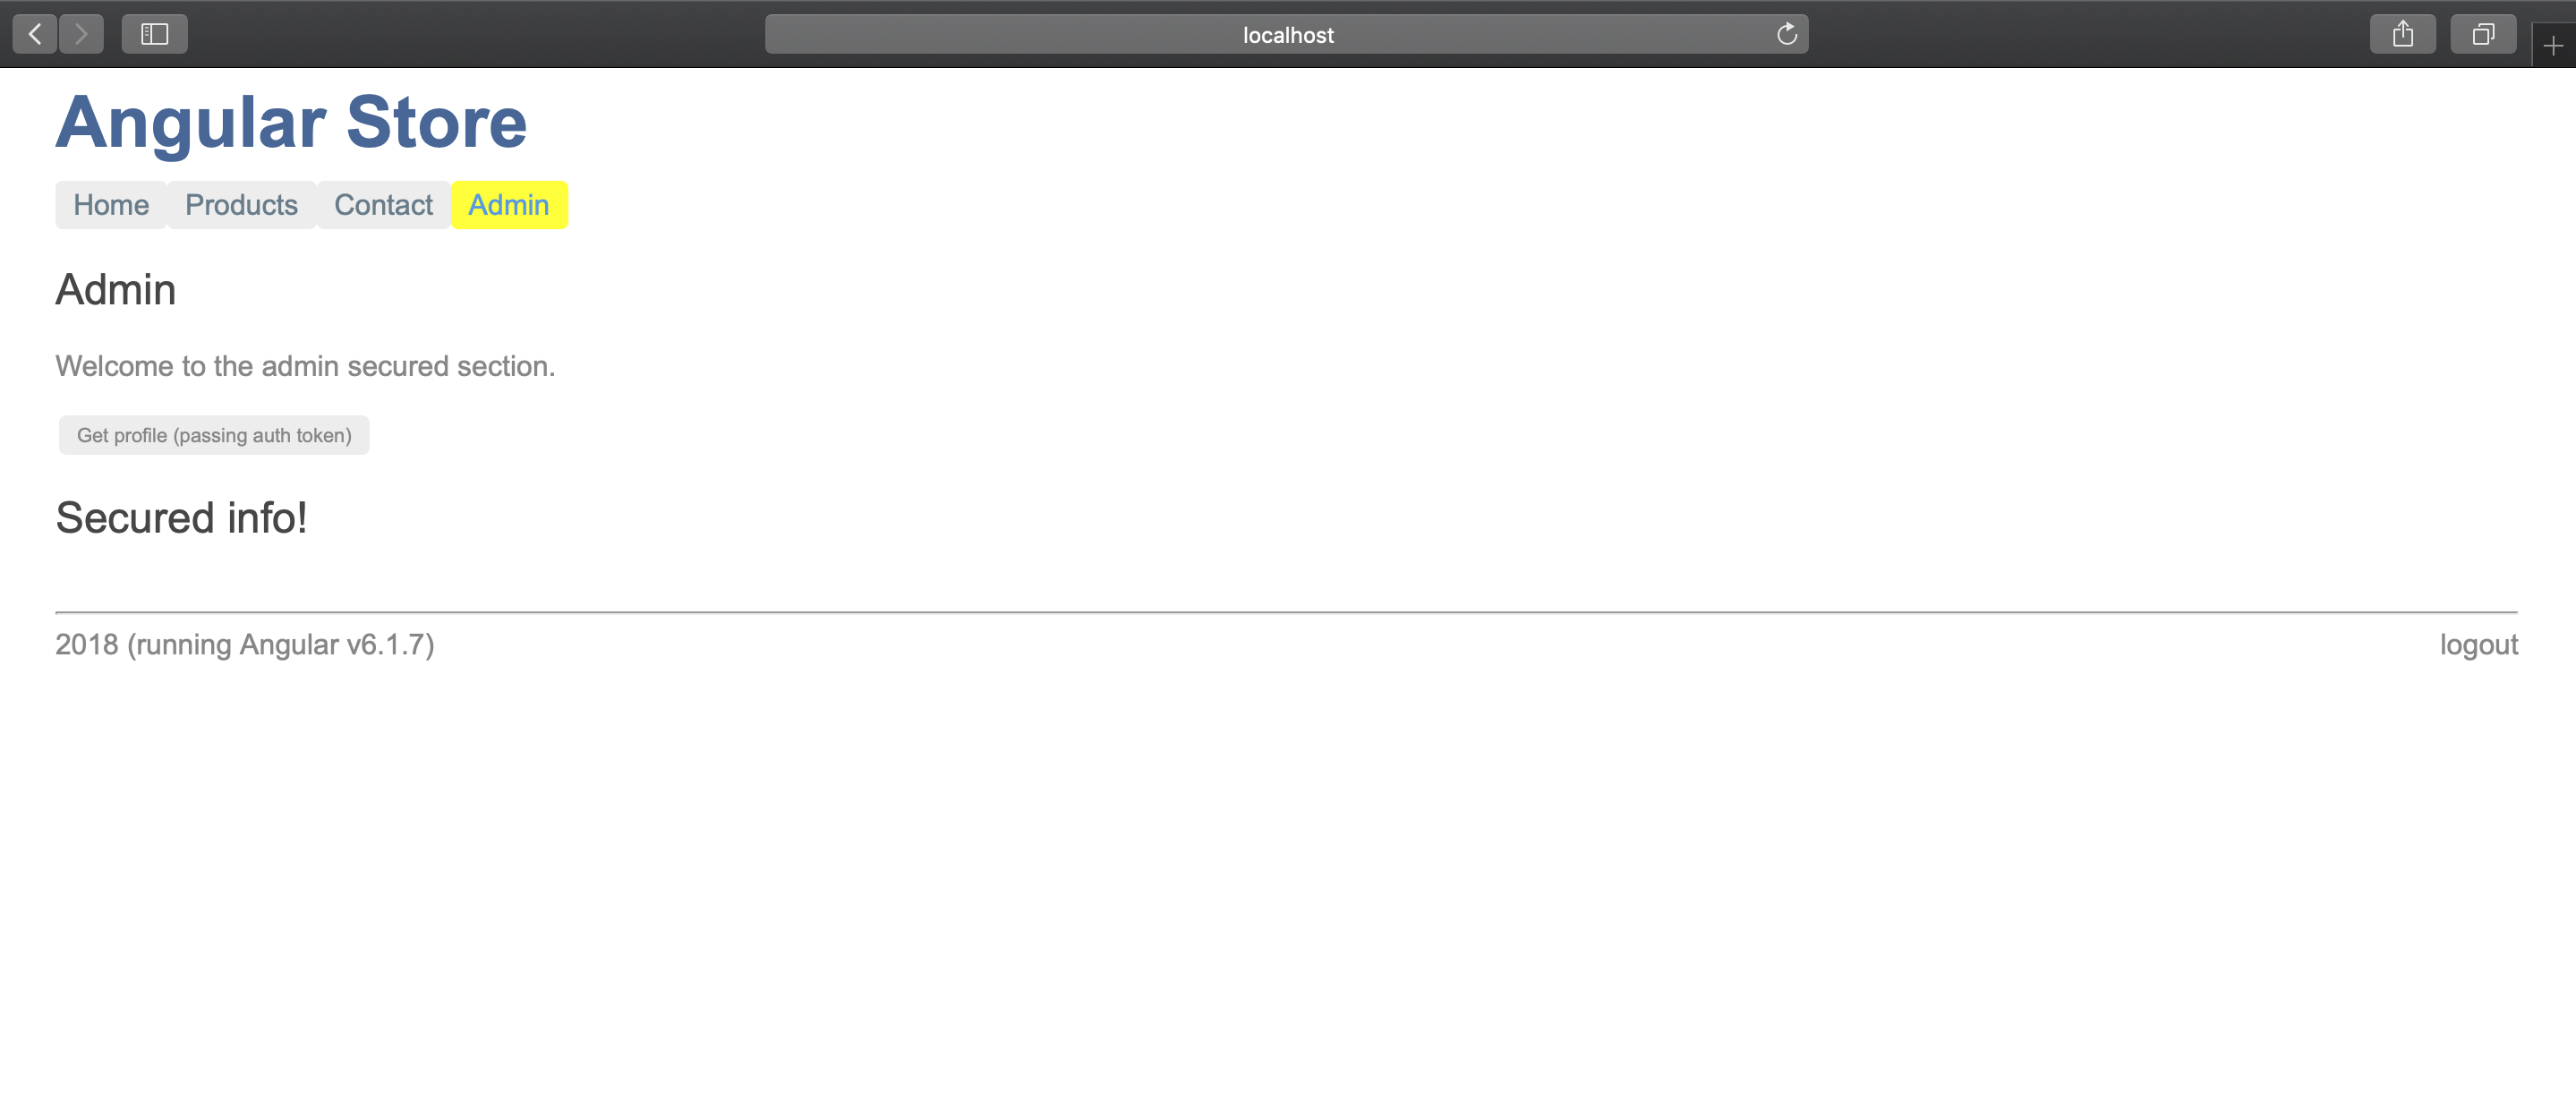 localhost
Angular Store
Home Products Contact Admin
Admin
Welcome to the admin secured section.
Get profile (passing auth token)
Secured info!
2018 (running Angular v6.1.7) logout